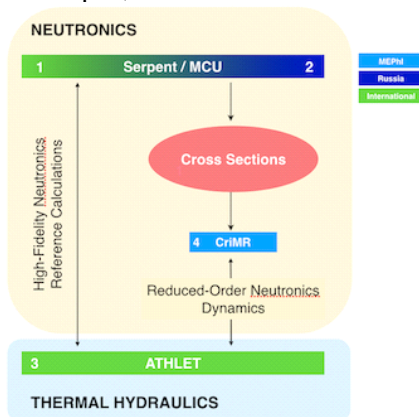 NEUTRONICS
1 Serpent / MCU 2
MEPhI
Russia
International
Cross Sections
High-Fidelity Neutronics
Reference Calculations
4 CriMR
Reduced-Order Neutronics
Dynamics
3 ATHLET
THERMAL HYDRAULICS